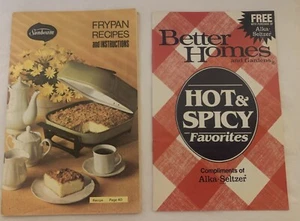 Sunbeam
FRYPAN
RECIPES
AND INSTRUCTIONS
FREE
Alka
Seltzer
Better
Homes
and Gardens
HOT &
SPICY
Favorites
Compliments of
Alka Seltzer